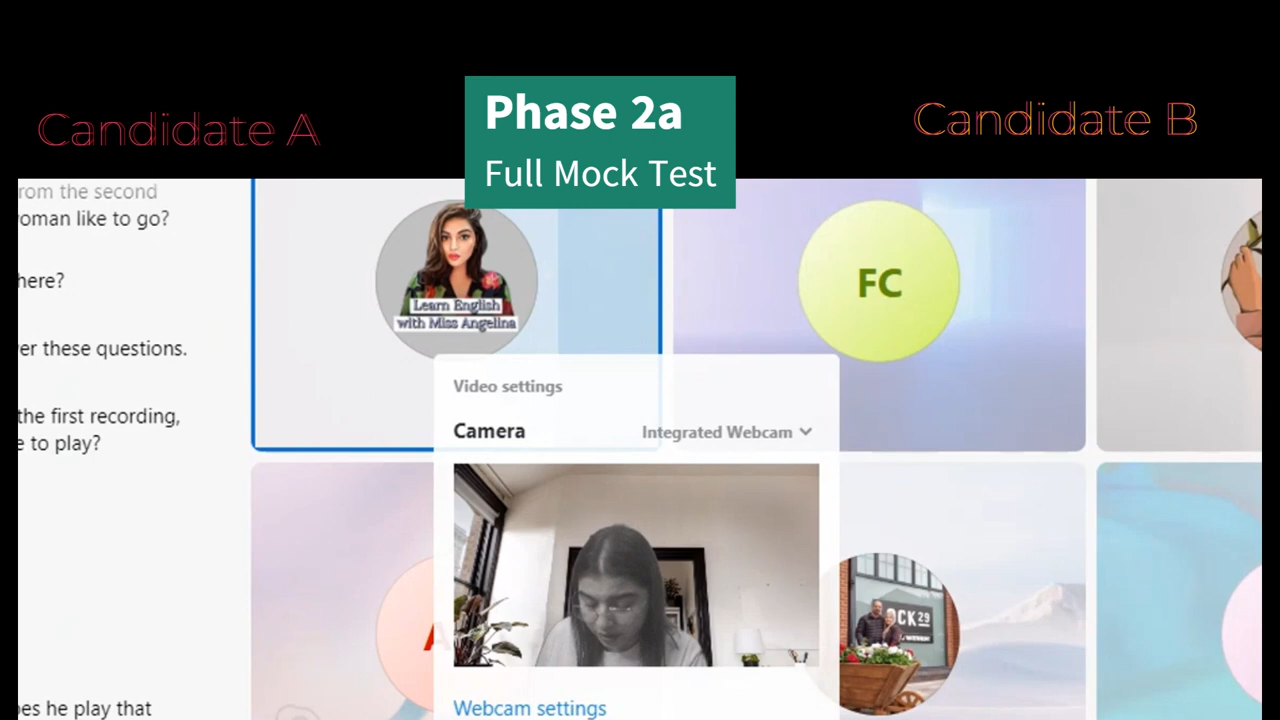 Candidate A
Phase 2a
Full Mock Test
Candidate B
rom the second
oman like to go?
here?
er these questions.
the first recording,
e to play?
es he play that
Learn English
with Miss Angelina
FC
Video settings
Camera
Integrated Webcam
A
OCK 29
Webcam settings